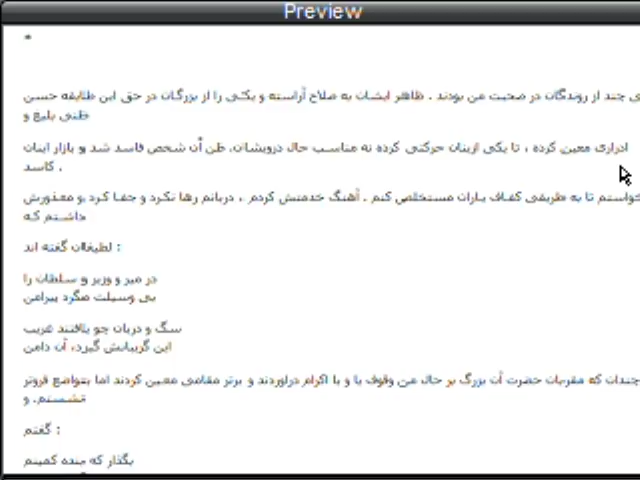 Preview
*
ی چند از روندگان در صحبت من بودند . ظاهر ایشان به صلاح آراسته و یکی را از بزرگان در حق این طایفه حسن
ظنی بلیغ و
ادراری معین کرده ، تا یکی ازینان حرکتی کرده نه مناسب حال درویشان، ظن آن شخص فاسد شد و بازار اینان
کاسد .
خواستم تا به طریقی کفاف یاران مستخلص کنم . آهنگ خدمتش کردم ، دربانم رها نکرد و جفا کرد و معذورش
داشتم که
لطیفان گفته اند :
در میر و وزیر و سلطان را
بی وسیلت مگرد پیرامن
سگ و دربان چو یافتند غریب
این گریبانش گیرد، آن دامن
چندان که مقربان حضرت آن بزرگ بر حال من وقوف یا و با اکرام دراوردند و برتر مقامی معین کردند اما بتواضع فروتر
نشستم، و
گفتم :
بگذار که بنده کمینم